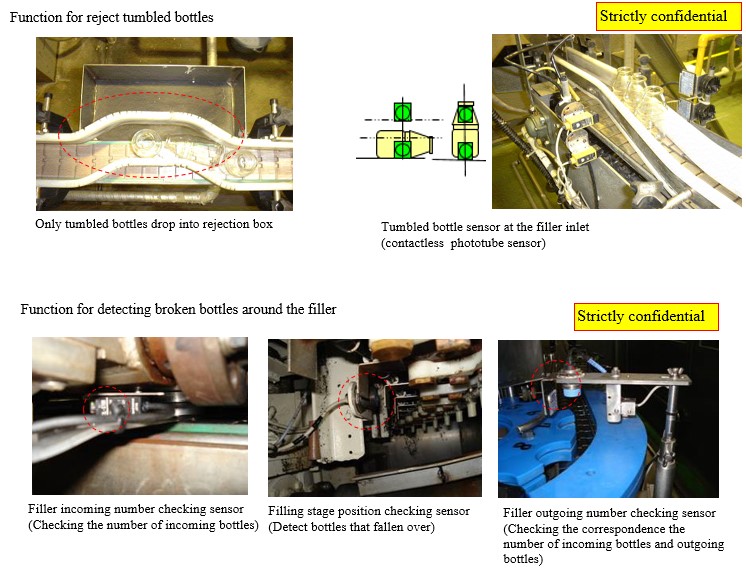 Function for reject tumbled bottles
Strictly confidential
Only tumbled bottles drop into rejection box
Tumbled bottle sensor at the filler inlet
(contactless phototube sensor)
Function for detecting broken bottles around the filler
Strictly confidential
Filler incoming number checking sensor
(Checking the number of incoming bottles)
Filling stage position checking sensor
(Detect bottles that fallen over)
Filler outgoing number checking sensor
(Checking the correspondence the
number of incoming bottles and outgoing
bottles)